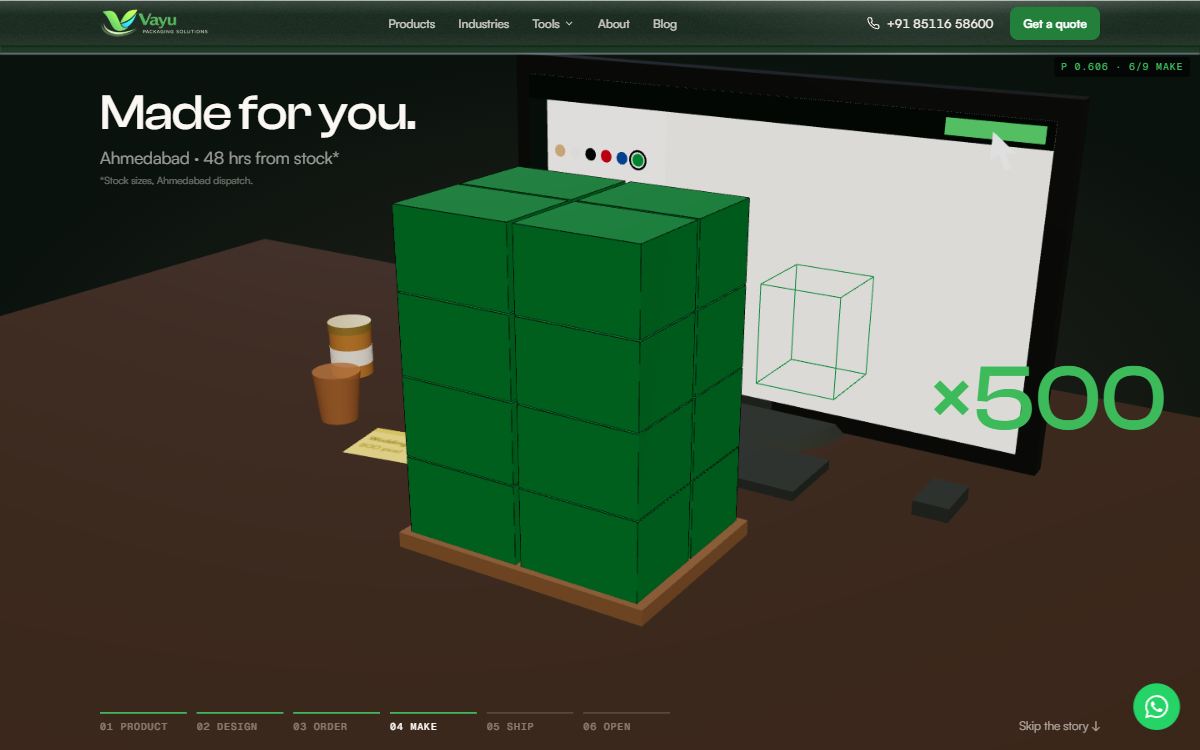 Vayu
PACKAGING SOLUTIONS
Products
Industries
Tools
About
Blog
+91 85116 58600
Get a quote
P 0.606 · 6/9 MAKE
Made for you.
Ahmedabad · 48 hrs from stock*
*Stock sizes, Ahmedabad dispatch.
×500
01 PRODUCT
02 DESIGN
03 ORDER
04 MAKE
05 SHIP
06 OPEN
Skip the story ↓